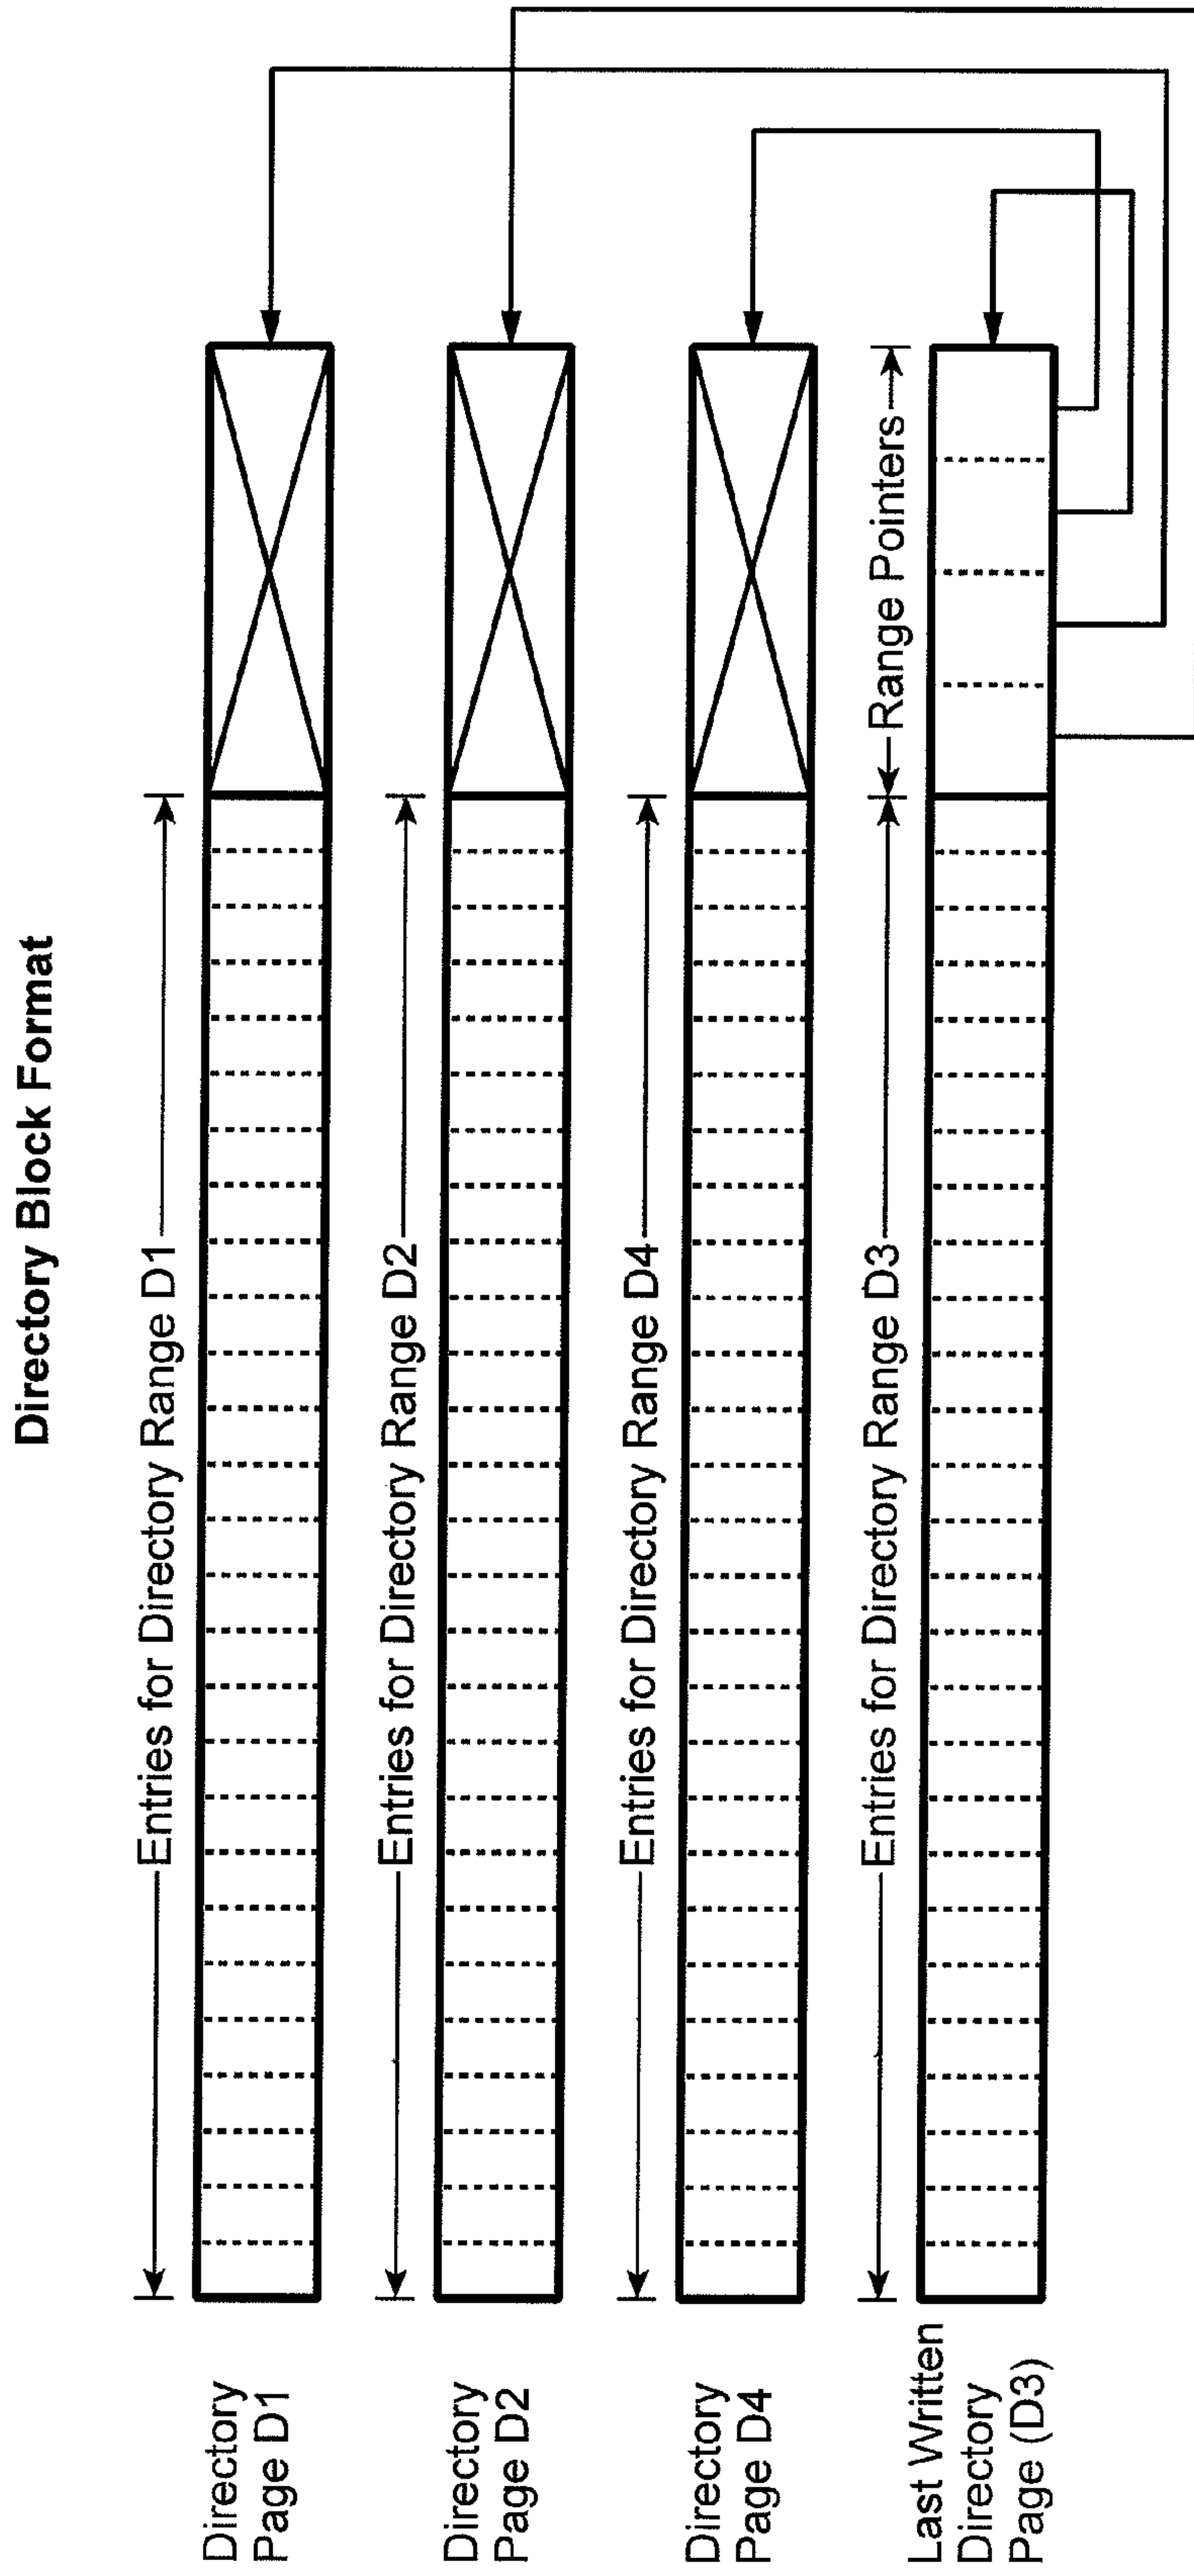 Directory Block Format
Entries for Directory Range D1
Directory
Page D1
Entries for Directory Range D2
Directory
Page D2
Entries for Directory Range D4
Directory
Page D4
Entries for Directory Range D3
Range Pointers
Last Written
Directory
Page (D3)